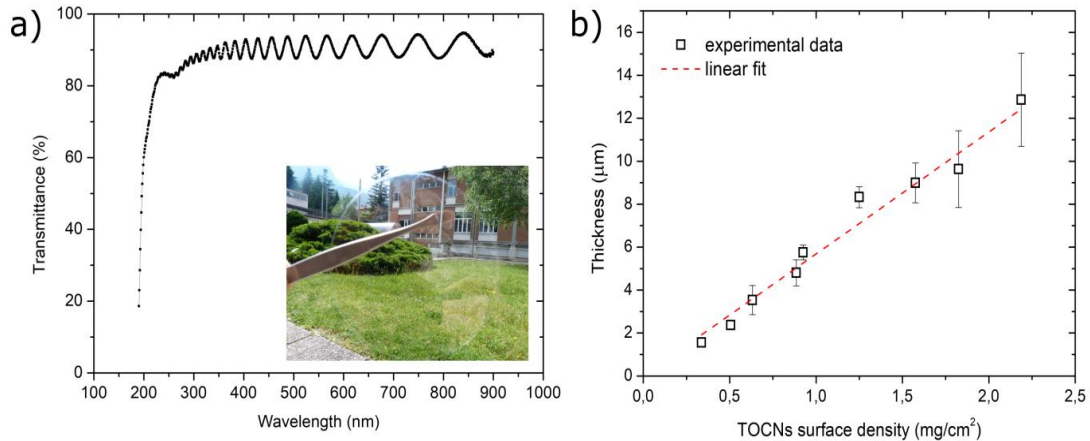 a)
100
80
60
40
20
0
Transmittance (%)
100 200 300 400 500 600 700 800 900 1000
Wavelength (nm)
b)
16
14
12
10
8
6
4
2
0
Thickness (μm)
experimental data
linear fit
0,0 0,5 1,0 1,5 2,0 2,5
TOCNs surface density (mg/cm²)